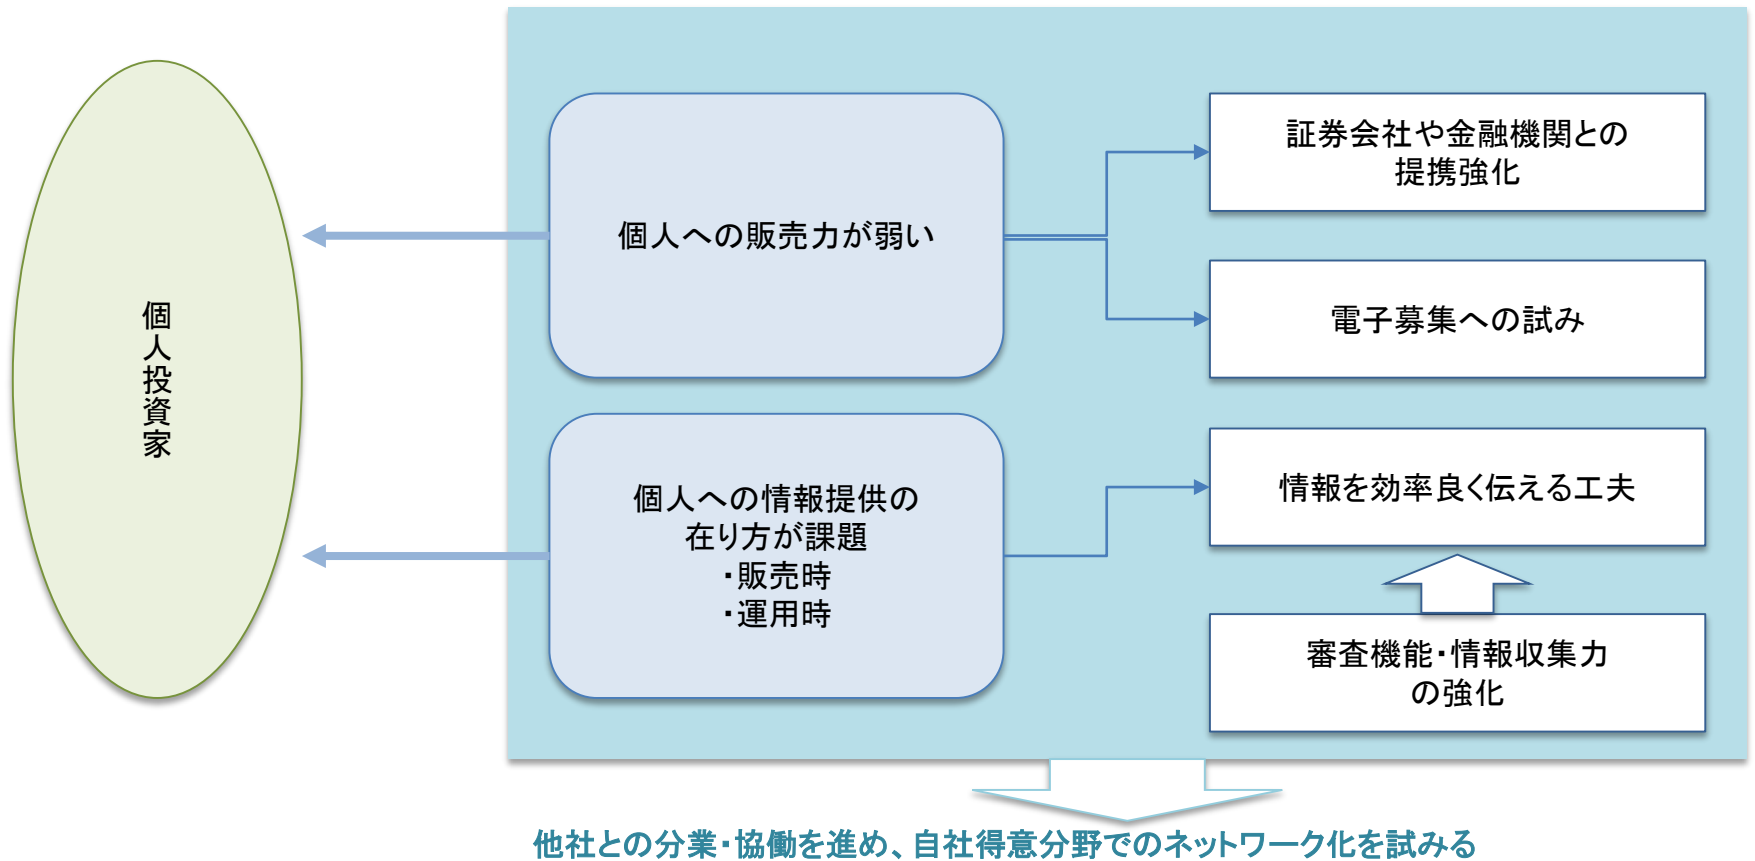 個人投資家
個人への販売力が弱い
証券会社や金融機関との
提携強化
電子募集への試み
個人への情報提供の
在り方が課題
・販売時
・運用時
情報を効率良く伝える工夫
審査機能・情報収集力
の強化
他社との分業・協働を進め、自社得意分野でのネットワーク化を試みる